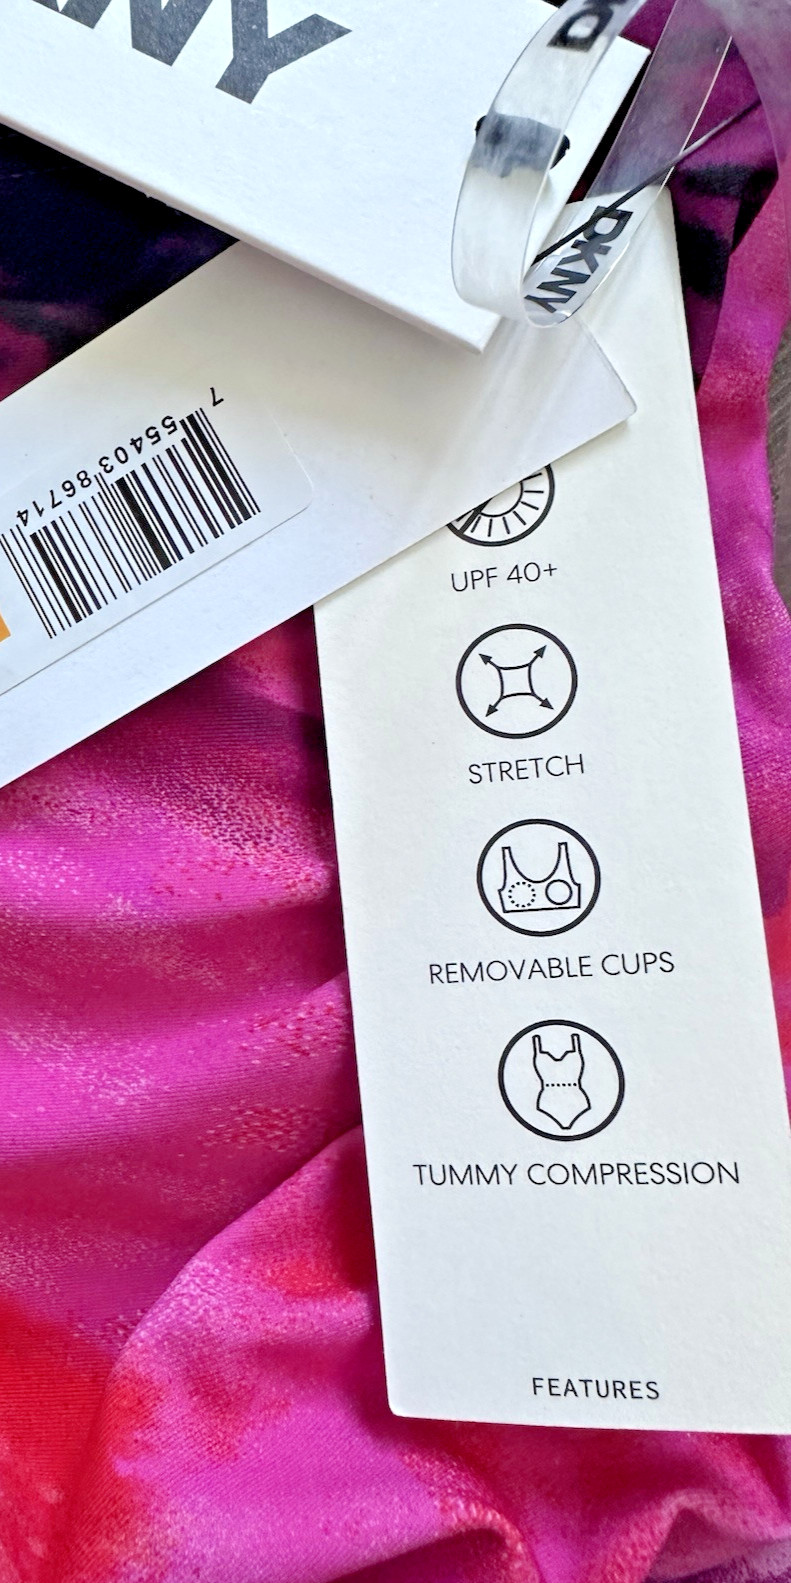 DKNY
7 55403 86714
UPF 40+
STRETCH
REMOVABLE CUPS
TUMMY COMPRESSION
FEATURES